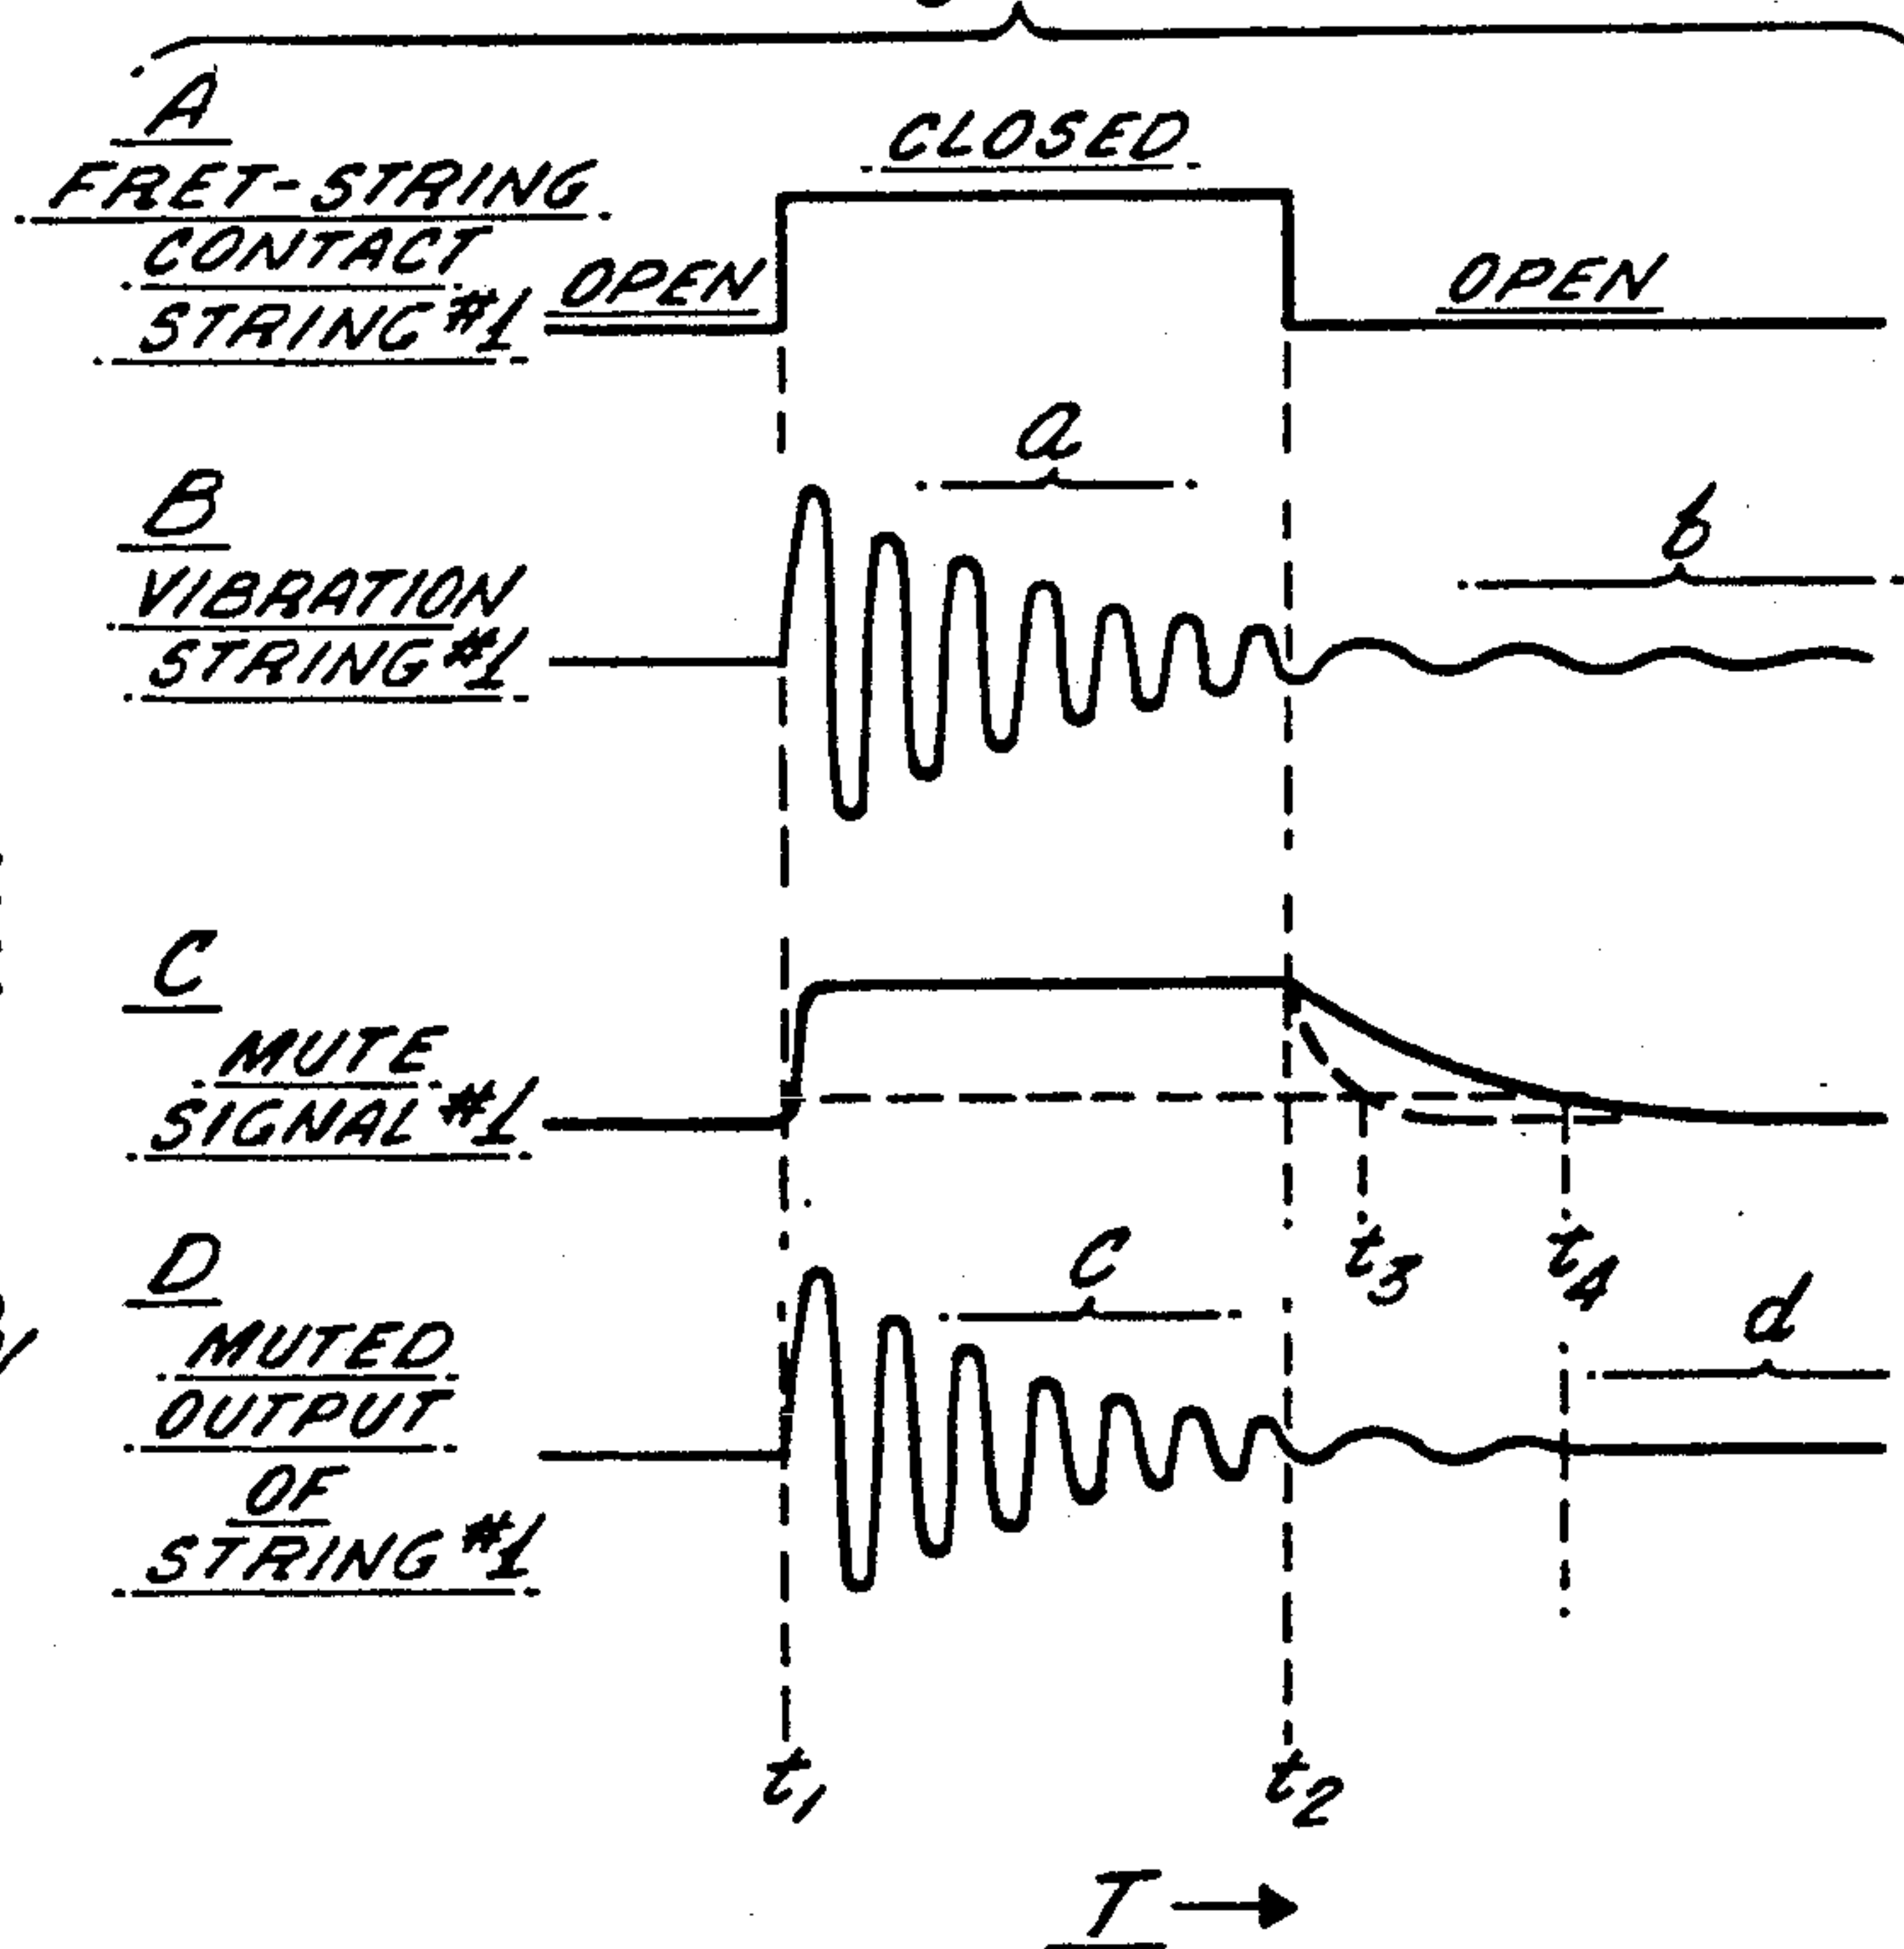 A
FRET-STRING
CONTACT
STRING #1
OPEN
CLOSED
OPEN
a
B
VIBRATION
STRING #1
b
C
MUTE
SIGNAL #1
t3
t4
D
MUTED
OUTPUT
OF
STRING #1
c
d
t1
t2
T